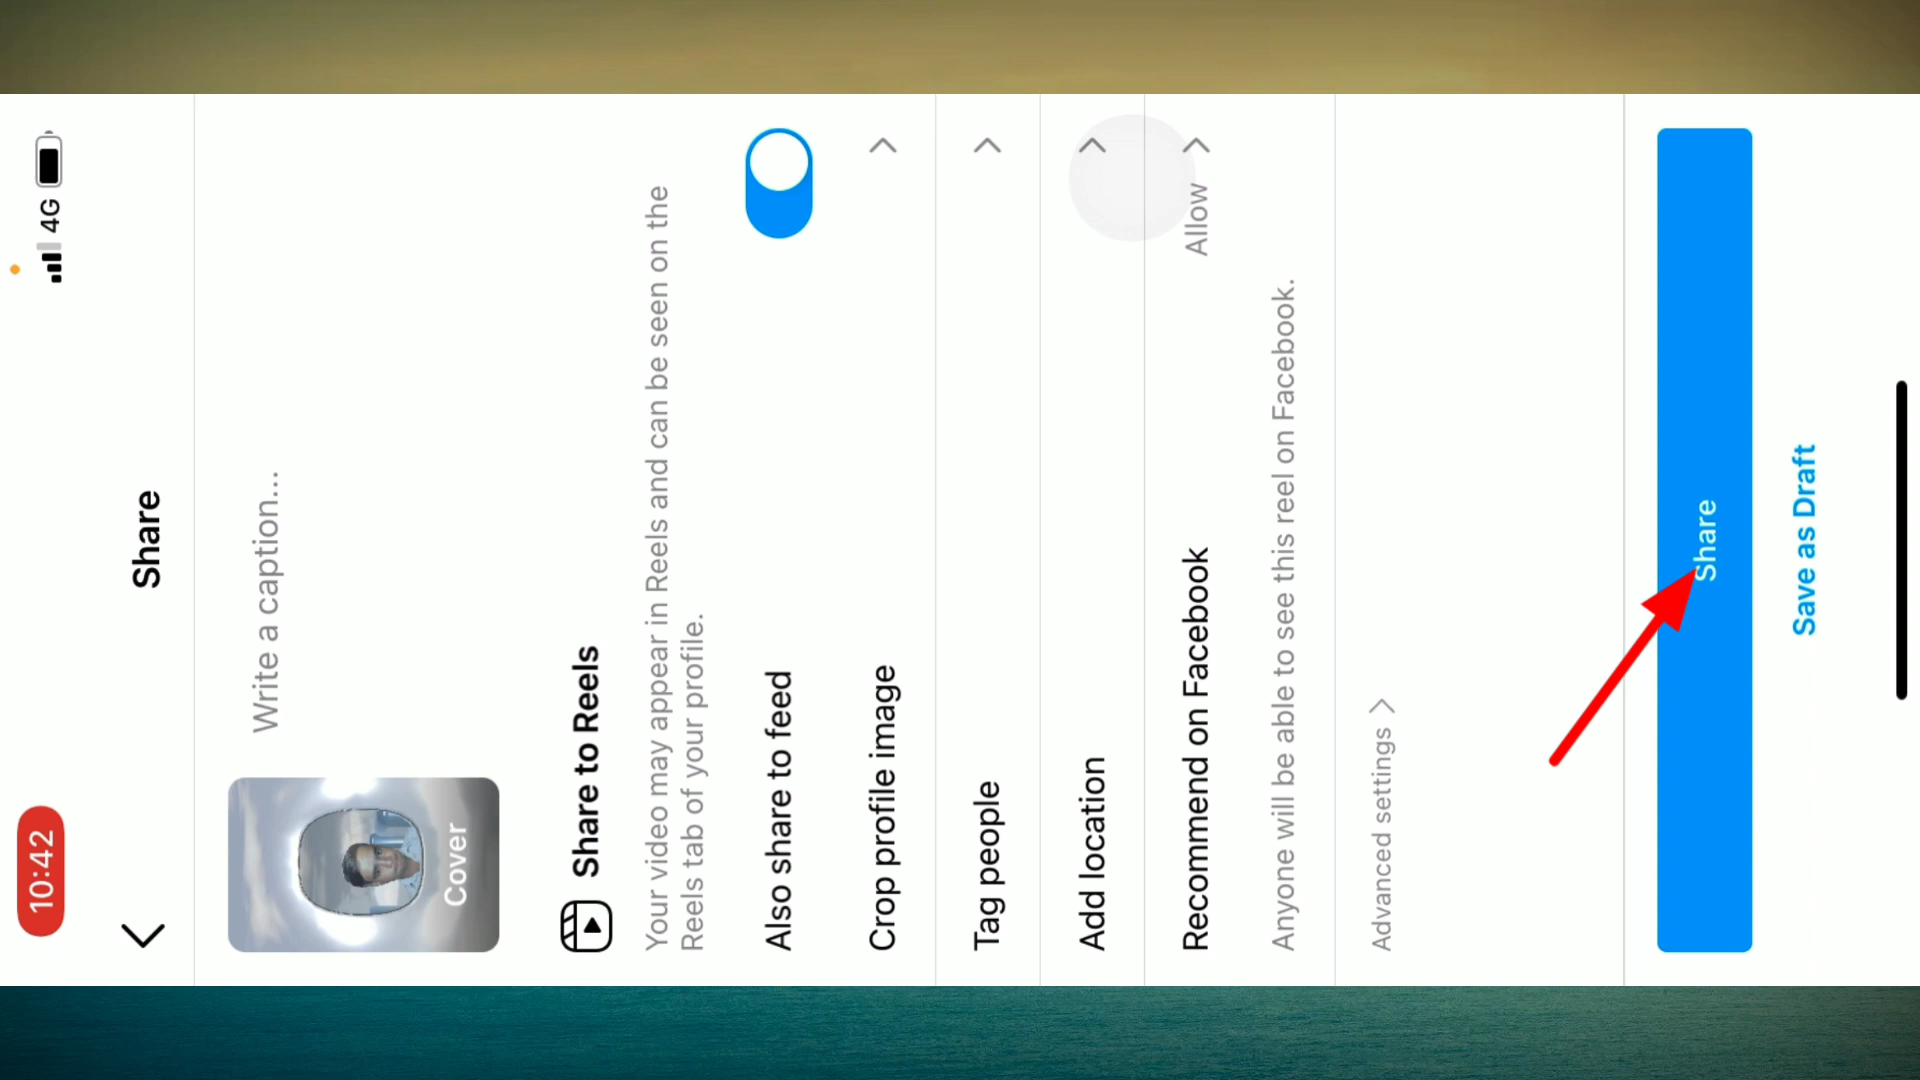 10:42
4G
Share
Write a caption...
Cover
Share to Reels
Your video may appear in Reels and can be seen on the
Reels tab of your profile.
Also share to feed
Crop profile image
Tag people
Add location
Recommend on Facebook
Allow
Anyone will be able to see this reel on Facebook.
Advanced settings
Share
Save as Draft